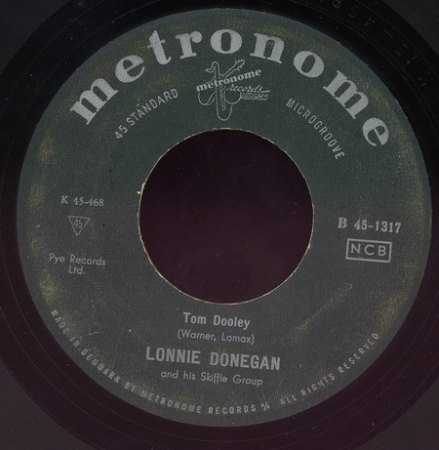 metronome
metronome
records
45 STANDARD
MICROGROOVE
K 45-468
45
Pye Records
Ltd.
B 45-1317
NCB
Tom Dooley
(Warner, Lomax)
LONNIE DONEGAN
and his Skiffle Group
MADE IN DENMARK BY METRONOME RECORDS A/S ALL RIGHTS RESERVED